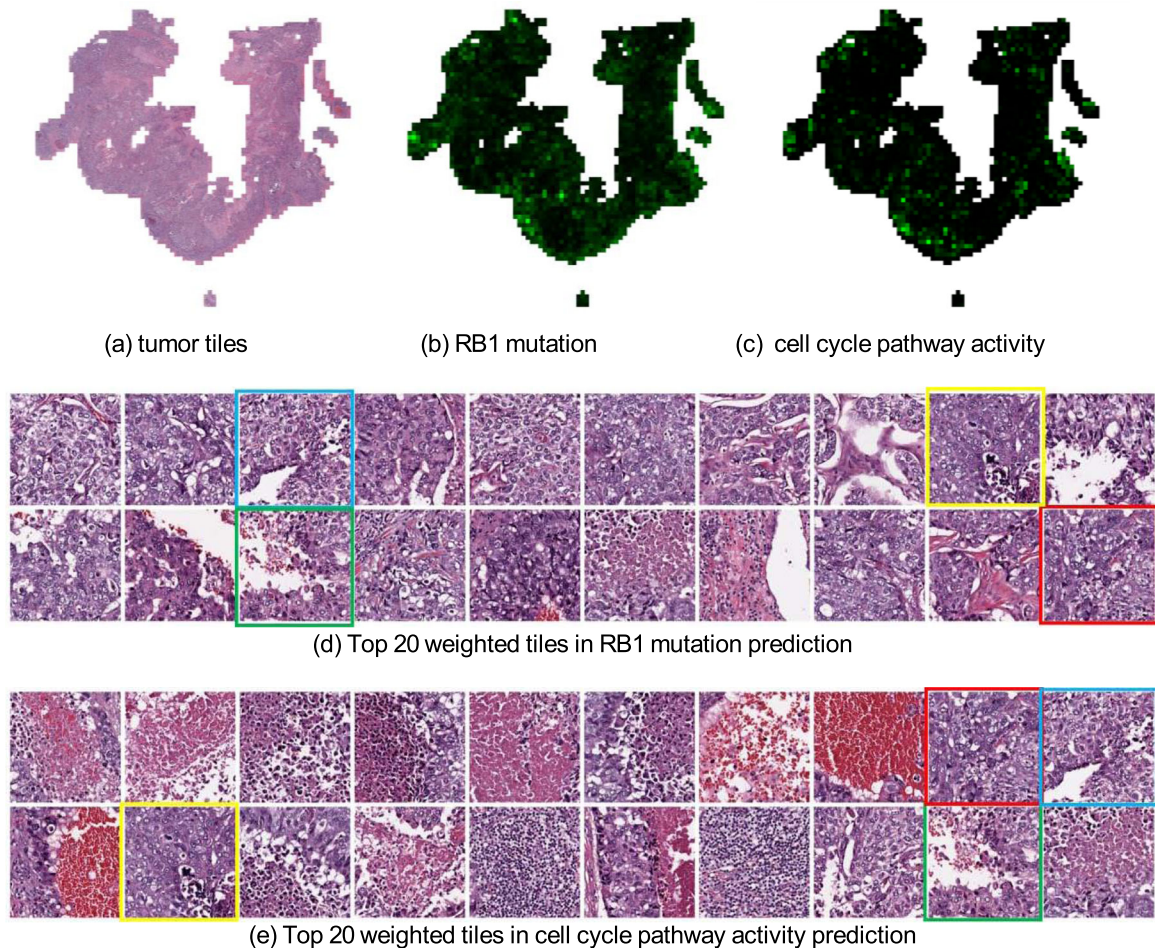 (a) tumor tiles
(b) RB1 mutation
(c) cell cycle pathway activity
(d) Top 20 weighted tiles in RB1 mutation prediction
(e) Top 20 weighted tiles in cell cycle pathway activity prediction